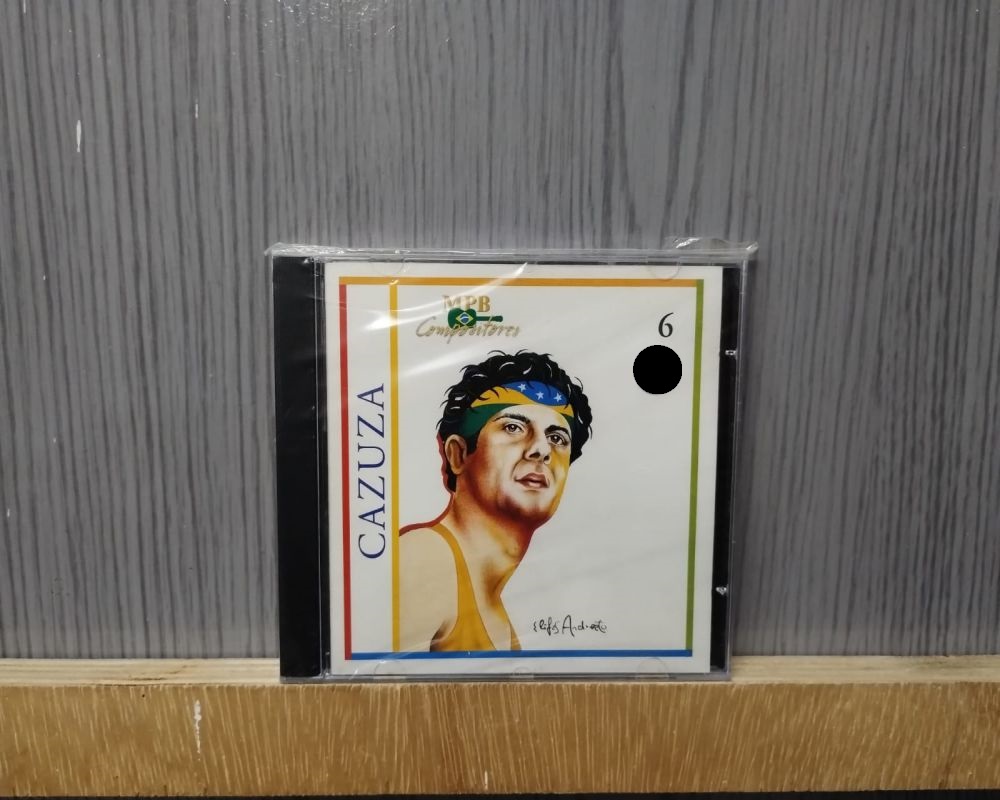 MPB
Compositores
6
CAZUZA
Elifas Andreato